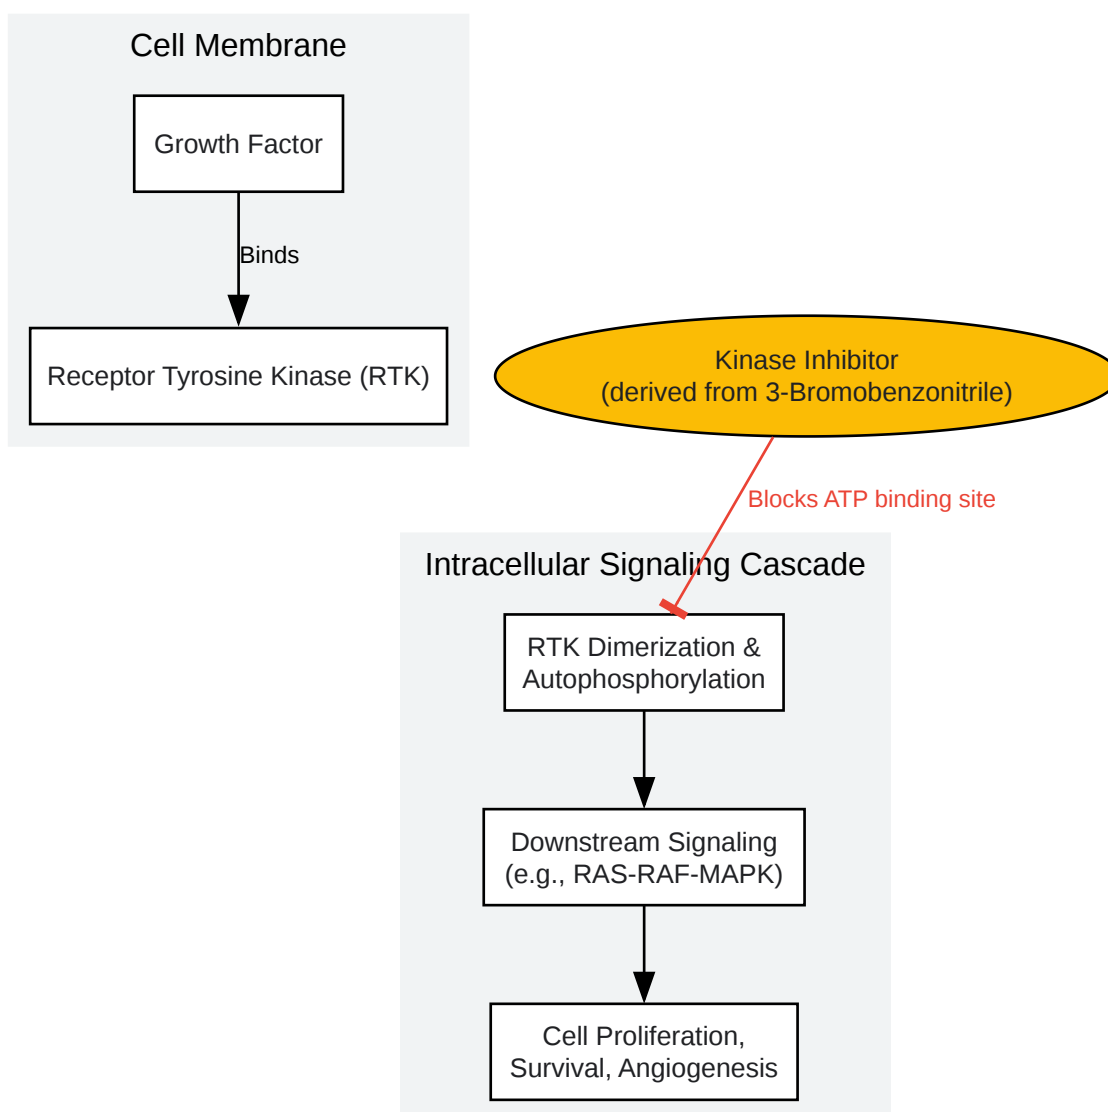 Cell Membrane
Growth Factor
Binds
Receptor Tyrosine Kinase (RTK)
Kinase Inhibitor
(derived from 3-Bromobenzonitrile)
Blocks ATP binding site
Intracellular Signaling Cascade
RTK Dimerization &
Autophosphorylation
Downstream Signaling
(e.g., RAS-RAF-MAPK)
Cell Proliferation,
Survival, Angiogenesis